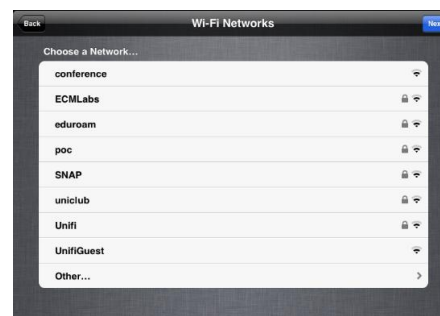 Back
Wi-Fi Networks
Choose a Network...
conference
ECMLabs
eduroam
poc
SNAP
uniclub
Unifi
UnifiGuest
Other...